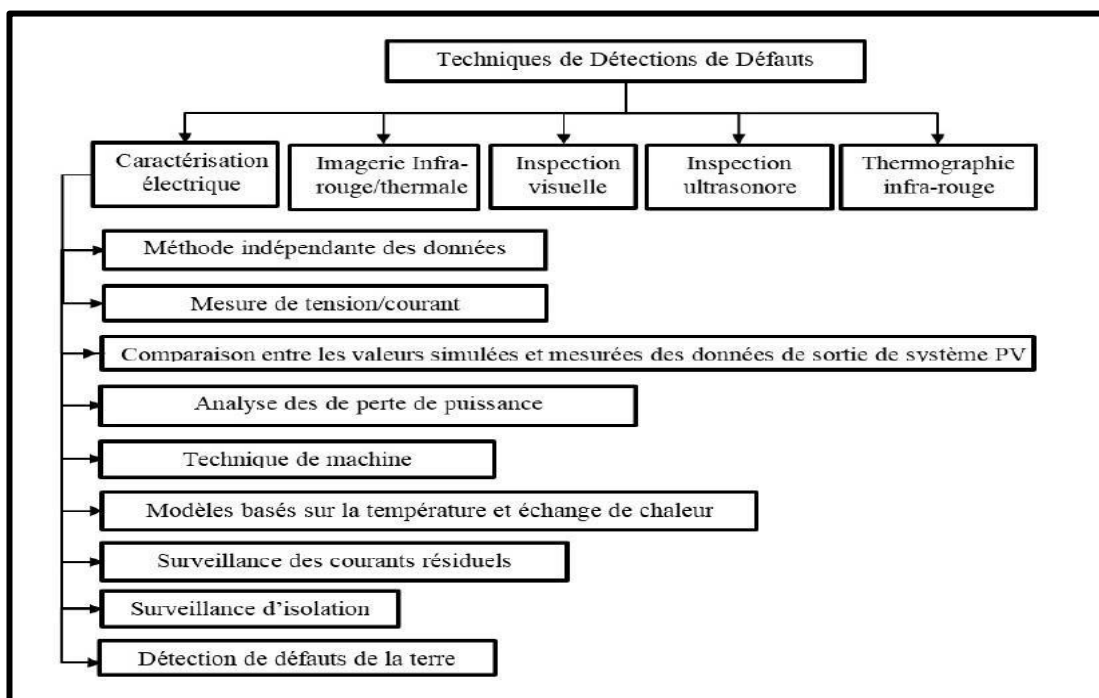 Techniques de Détections de Défauts
Caractérisation
électrique
Imagerie Infra-
rouge/thermale
Inspection
visuelle
Inspection
ultrasonore
Thermographie
infra-rouge
Méthode indépendante des données
Mesure de tension/courant
Comparaison entre les valeurs simulées et mesurées des données de sortie de système PV
Analyse des de perte de puissance
Technique de machine
Modèles basés sur la température et échange de chaleur
Surveillance des courants résiduels
Surveillance d'isolation
Détection de défauts de la terre